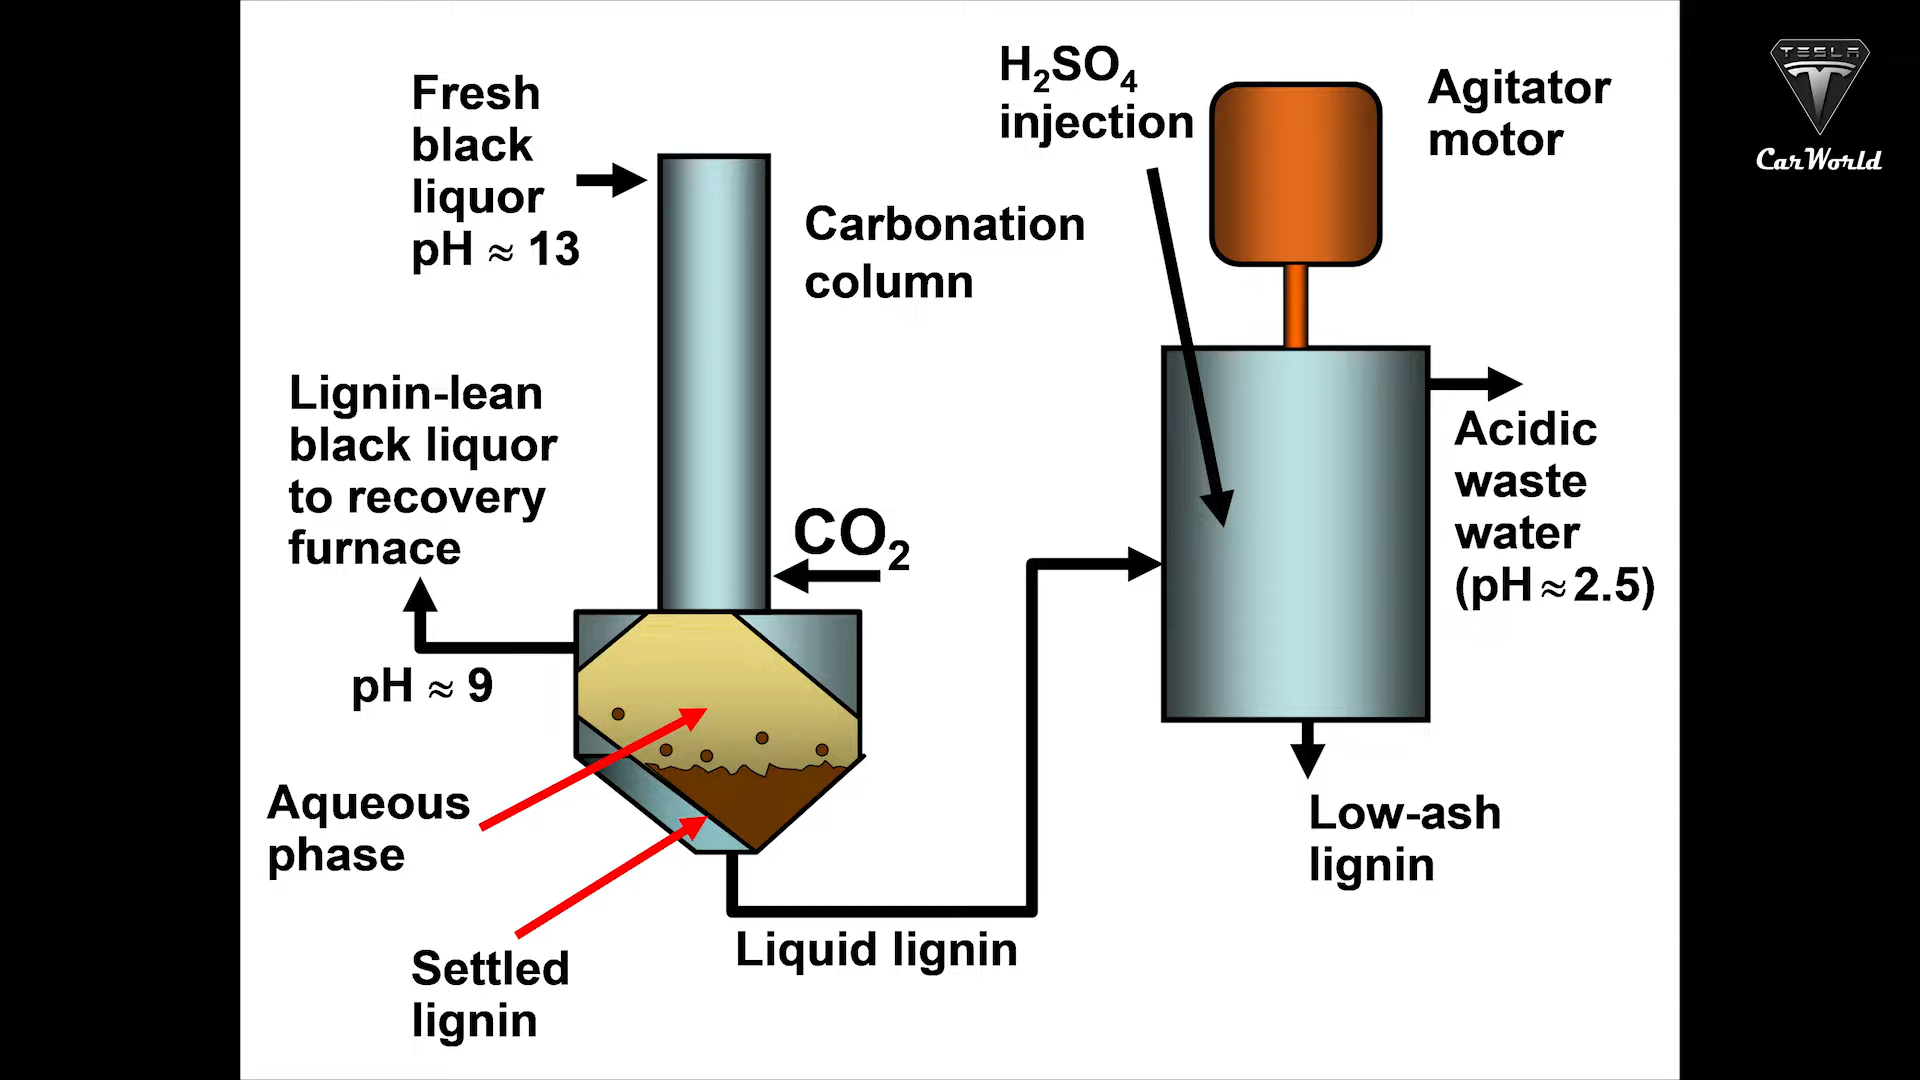 Fresh
black
liquor
pH ≈ 13
H₂SO₄
injection
Agitator
motor
TESLA
CarWorld
Carbonation
column
Lignin-lean
black liquor
to recovery
furnace
CO₂
pH ≈ 9
Acidic
waste
water
(pH ≈ 2.5)
Aqueous
phase
Settled
lignin
Liquid lignin
Low-ash
lignin